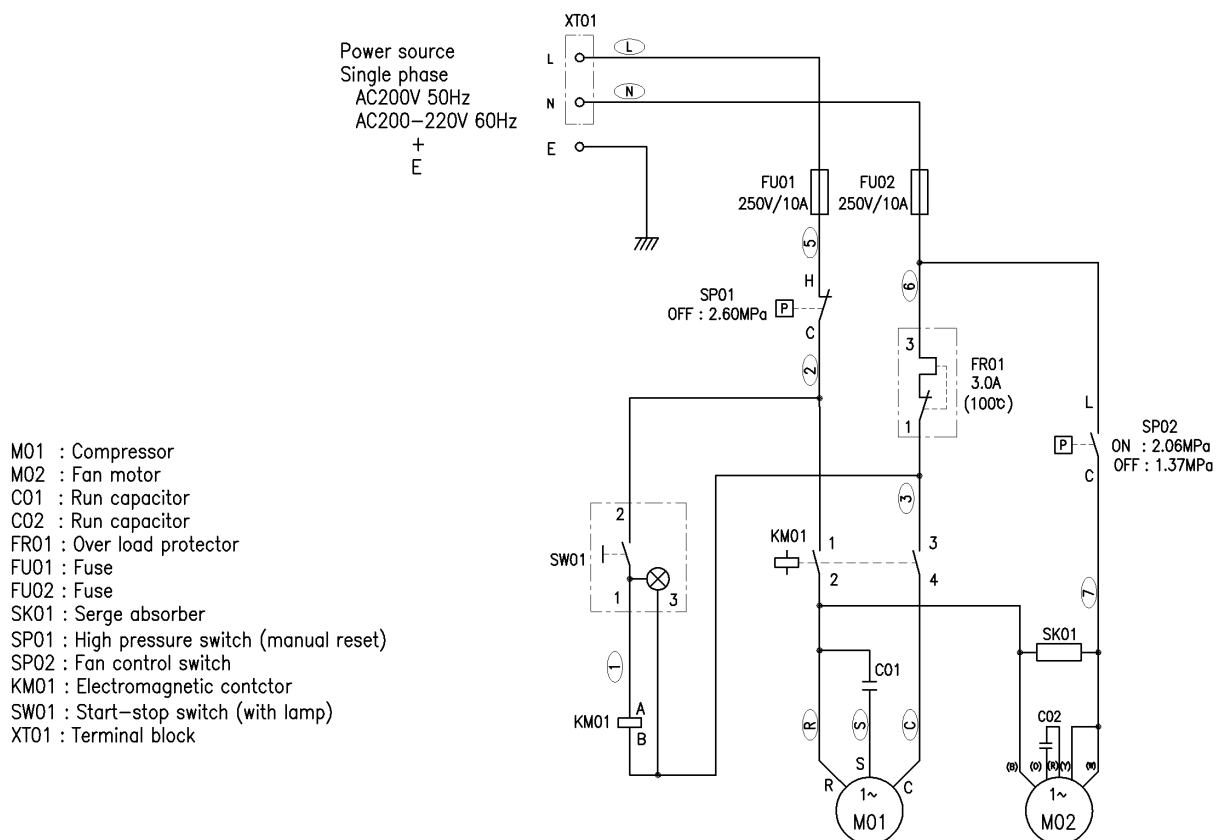 XT01
Power source
Single phase
AC200V 50Hz
AC200-220V 60Hz
+
E
L
L
N
N
E
FU01
250V/10A
FU02
250V/10A
5
H
SP01
OFF : 2.60MPa
P
C
2
6
3
FR01
3.0A
(100℃)
1
L
SP02
P
ON : 2.06MPa
OFF : 1.37MPa
C
M01 : Compressor
M02 : Fan motor
C01 : Run capacitor
C02 : Run capacitor
FR01 : Over load protector
FU01 : Fuse
FU02 : Fuse
SK01 : Serge absorber
SP01 : High pressure switch (manual reset)
SP02 : Fan control switch
KM01 : Electromagnetic contctor
SW01 : Start-stop switch (with lamp)
XT01 : Terminal block
2
SW01
1
3
3
KM01
1
3
2
4
7
SK01
1
C01
KM01
A
B
R
S
C
C02
(B)
(O)
(R)
(Y)
(W)
S
R
C
1~
M01
1~
M02